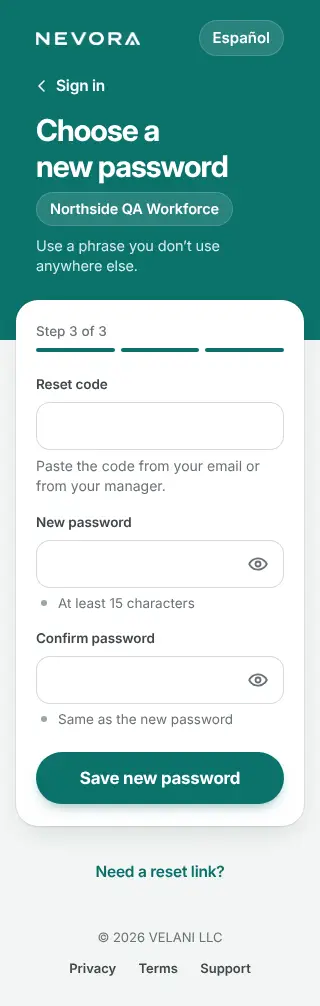 NEVORA
Español
Sign in
Choose a
new password
Northside QA Workforce
Use a phrase you don’t use
anywhere else.
Step 3 of 3
Reset code
Paste the code from your email or
from your manager.
New password
At least 15 characters
Confirm password
Same as the new password
Save new password
Need a reset link?
© 2026 VELANI LLC
Privacy Terms Support